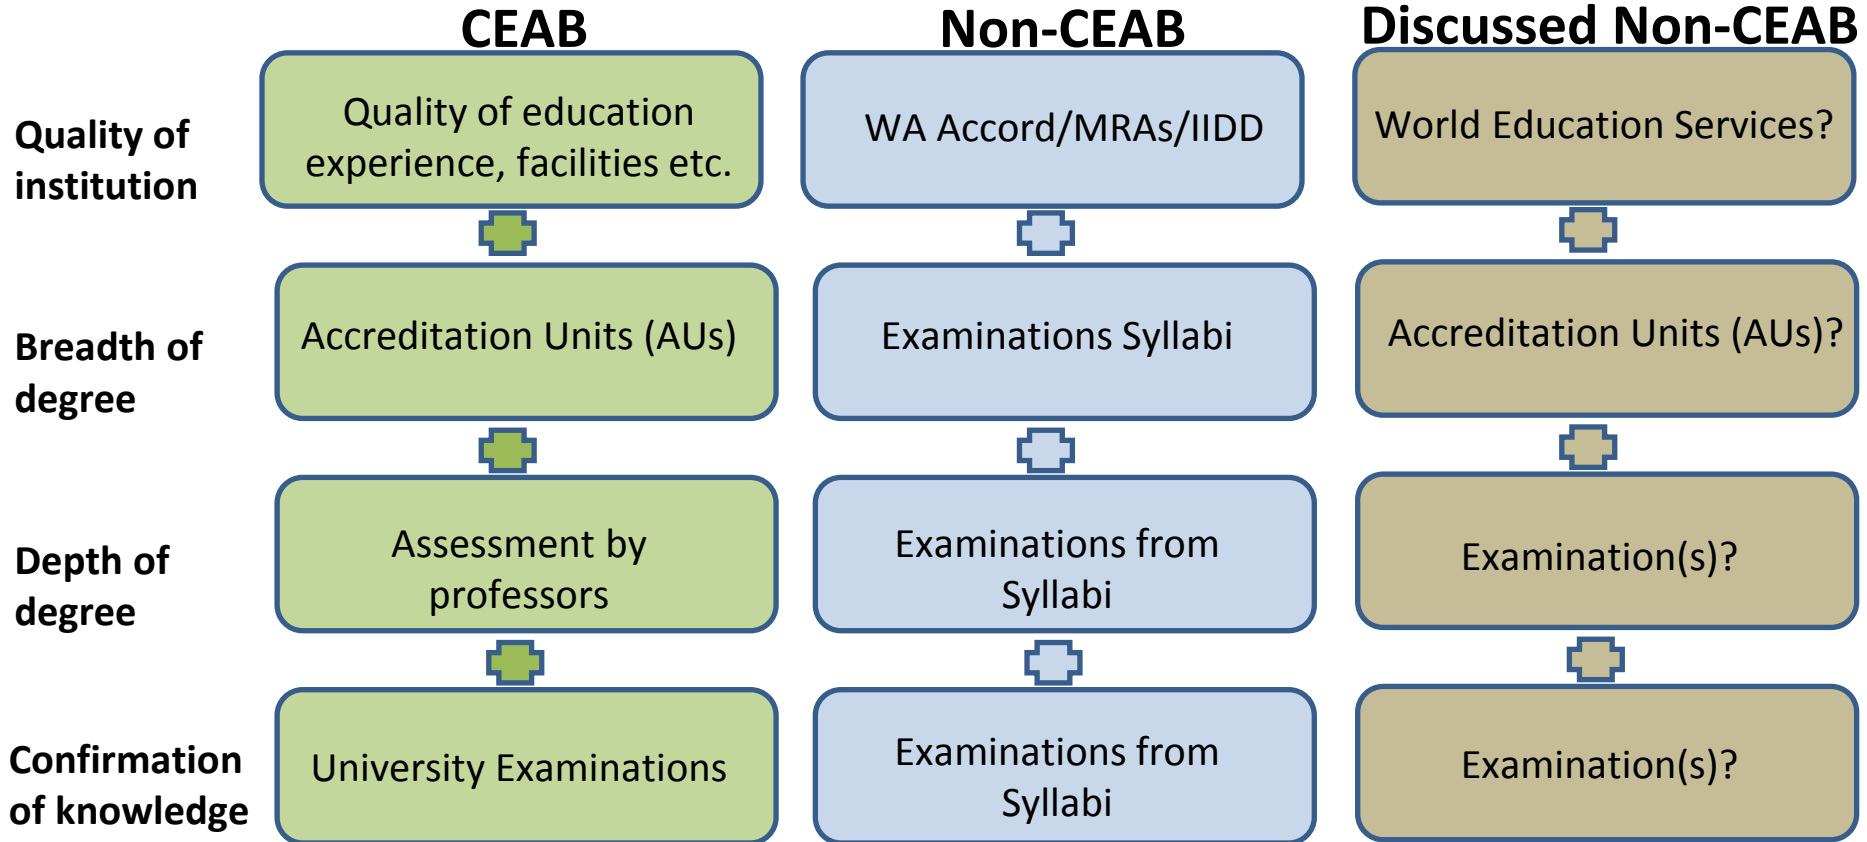 CEAB
Non-CEAB
Discussed Non-CEAB
Quality of
institution
Quality of education
experience, facilities etc.
WA Accord/MRAs/IIDD
World Education Services?
Breadth of
degree
Accreditation Units (AUs)
Examinations Syllabi
Accreditation Units (AUs)?
Depth of
degree
Assessment by
professors
Examinations from
Syllabi
Examination(s)?
Confirmation
of knowledge
University Examinations
Examinations from
Syllabi
Examination(s)?